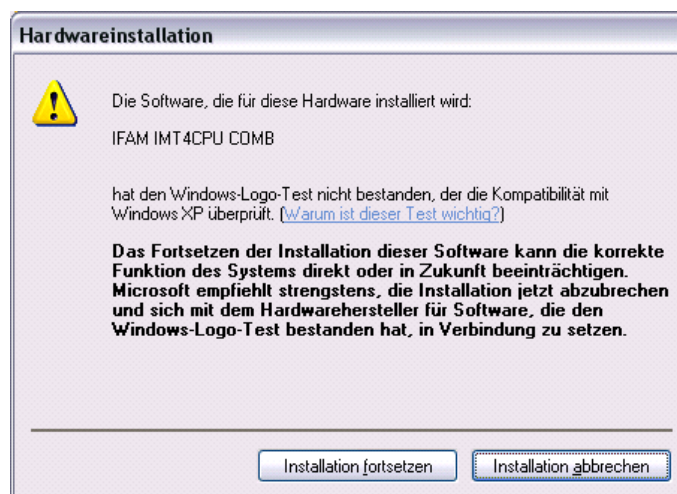 Hardwareinstallation
Die Software, die für diese Hardware installiert wird:
IFAM IMT4CPU COMB
hat den Windows-Logo-Test nicht bestanden, der die Kompatibilität mit
Windows XP überprüft. (Warum ist dieser Test wichtig?)
Das Fortsetzen der Installation dieser Software kann die korrekte
Funktion des Systems direkt oder in Zukunft beeinträchtigen.
Microsoft empfiehlt strengstens, die Installation jetzt abzubrechen
und sich mit dem Hardwarehersteller für Software, die den
Windows-Logo-Test bestanden hat, in Verbindung zu setzen.
Installation fortsetzen
Installation abbrechen